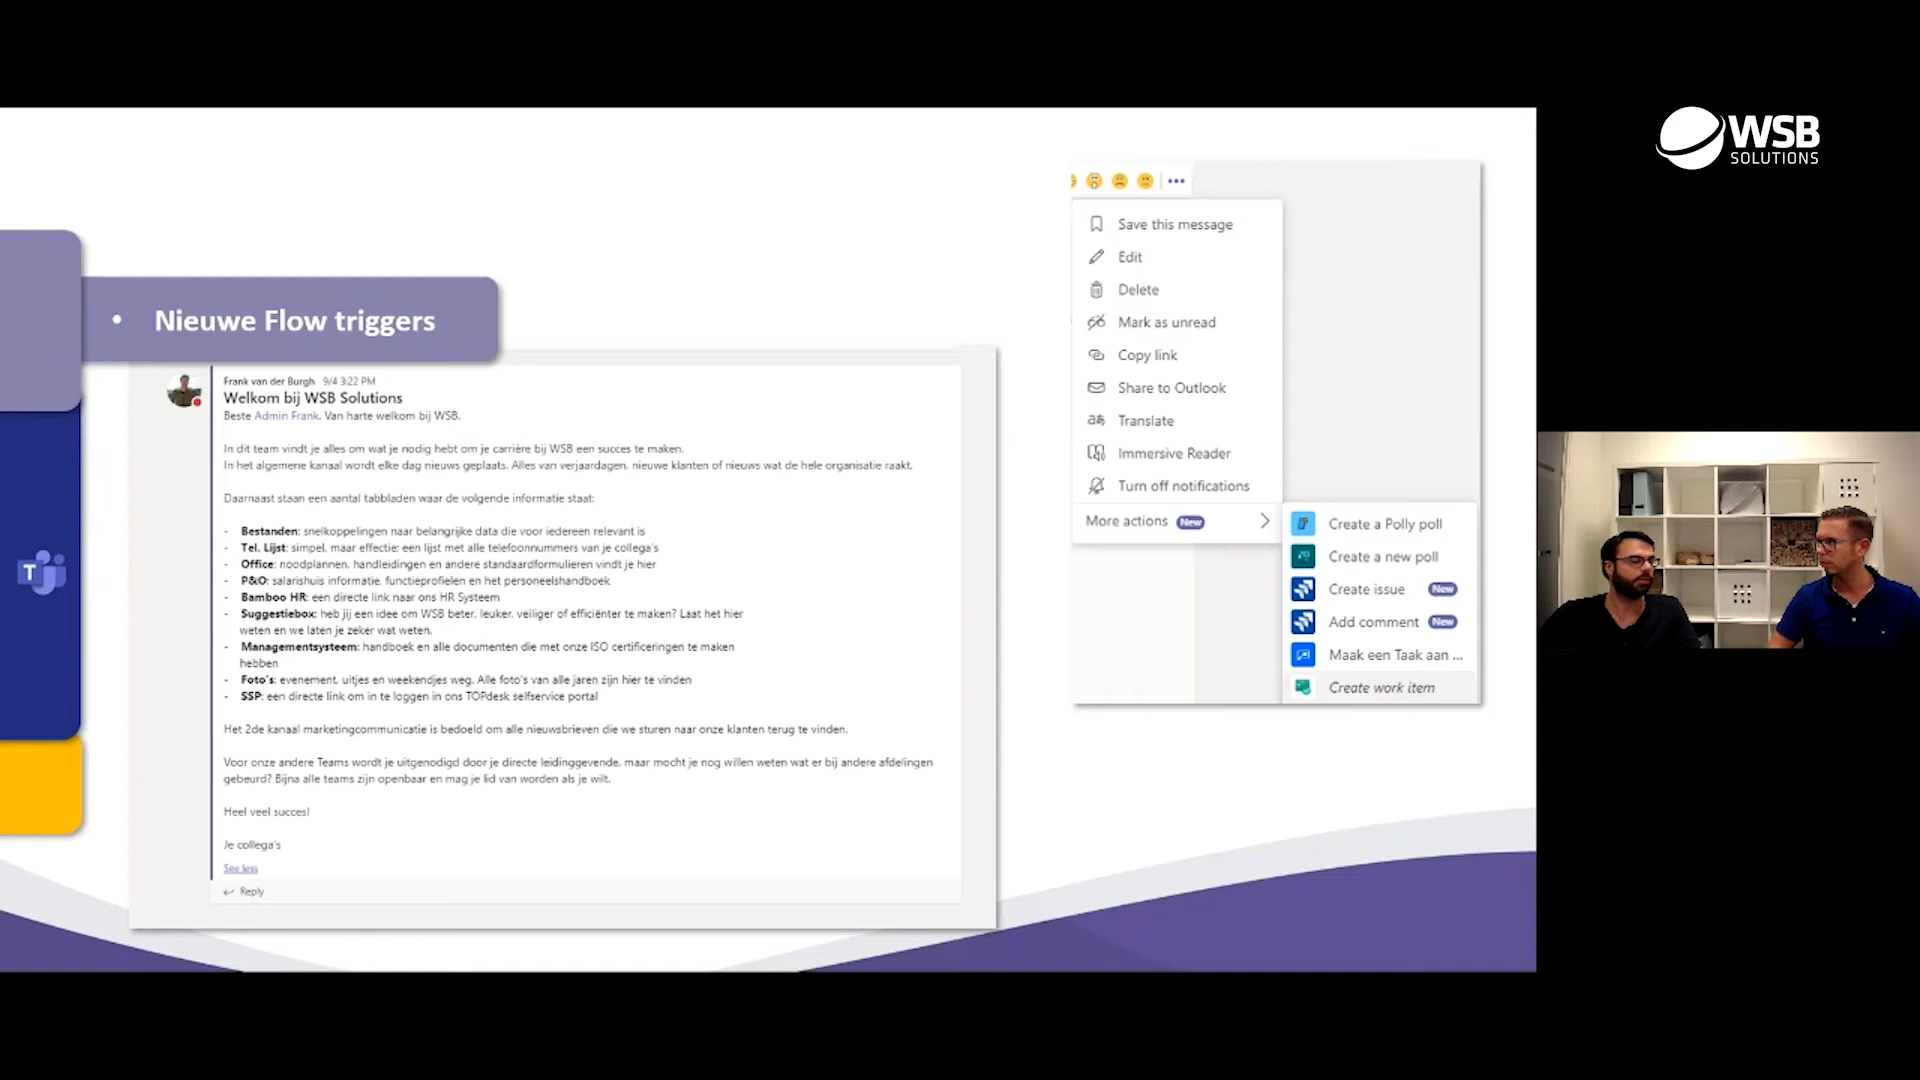 WSB
SOLUTIONS
• Nieuwe Flow triggers
Frank van der Burgh 9/4 3:22 PM
Welkom bij WSB Solutions
Beste Admin Frank. Van harte welkom bij WSB.
In dit team vindt je alles om wat je nodig hebt om je carrière bij WSB een succes te maken.
In het algemene kanaal wordt elke dag nieuws geplaats. Alles van verjaardagen, nieuwe klanten of nieuws wat de hele organisatie raakt.
Daarnaast staan een aantal tabbladen waar de volgende informatie staat:
- Bestanden: snelkoppelingen naar belangrijke data die voor iedereen relevant is
- Tel. Lijst: simpel, maar effectie: een lijst met alle telefoonnummers van je collega's
- Office: noodplannen, handleidingen en andere standaardformulieren vindt je hier
- P&O: salarishuis informatie, functieprofielen en het personeelshandboek
- Bamboo HR: een directe link naar ons HR Systeem
- Suggestiebox: heb jij een idee om WSB beter, leuker, veiliger of efficiënter te maken? Laat het hier
weten en we laten je zeker wat weten.
- Managementsysteem: handboek en alle documenten die met onze ISO certificeringen te maken
hebben
- Foto's: evenement, uitjes en weekendjes weg. Alle foto's van alle jaren zijn hier te vinden
- SSP: een directe link om in te loggen in ons TOPdesk selfservice portal
Het 2de kanaal marketingcommunicatie is bedoeld om alle nieuwsbrieven die we sturen naar onze klanten terug te vinden.
Voor onze andere Teams wordt je uitgenodigd door je directe leidinggevende, maar mocht je nog willen weten wat er bij andere afdelingen
gebeurd? Bijna alle teams zijn openbaar en mag je lid van worden als je wilt.
Heel veel succes!
Je collega's
See less
Reply
Save this message
Edit
Delete
Mark as unread
Copy link
Share to Outlook
Translate
Immersive Reader
Turn off notifications
More actions New
Create a Polly poll
Create a new poll
Create issue New
Add comment New
Maak een Taak aan ...
Create work item
T